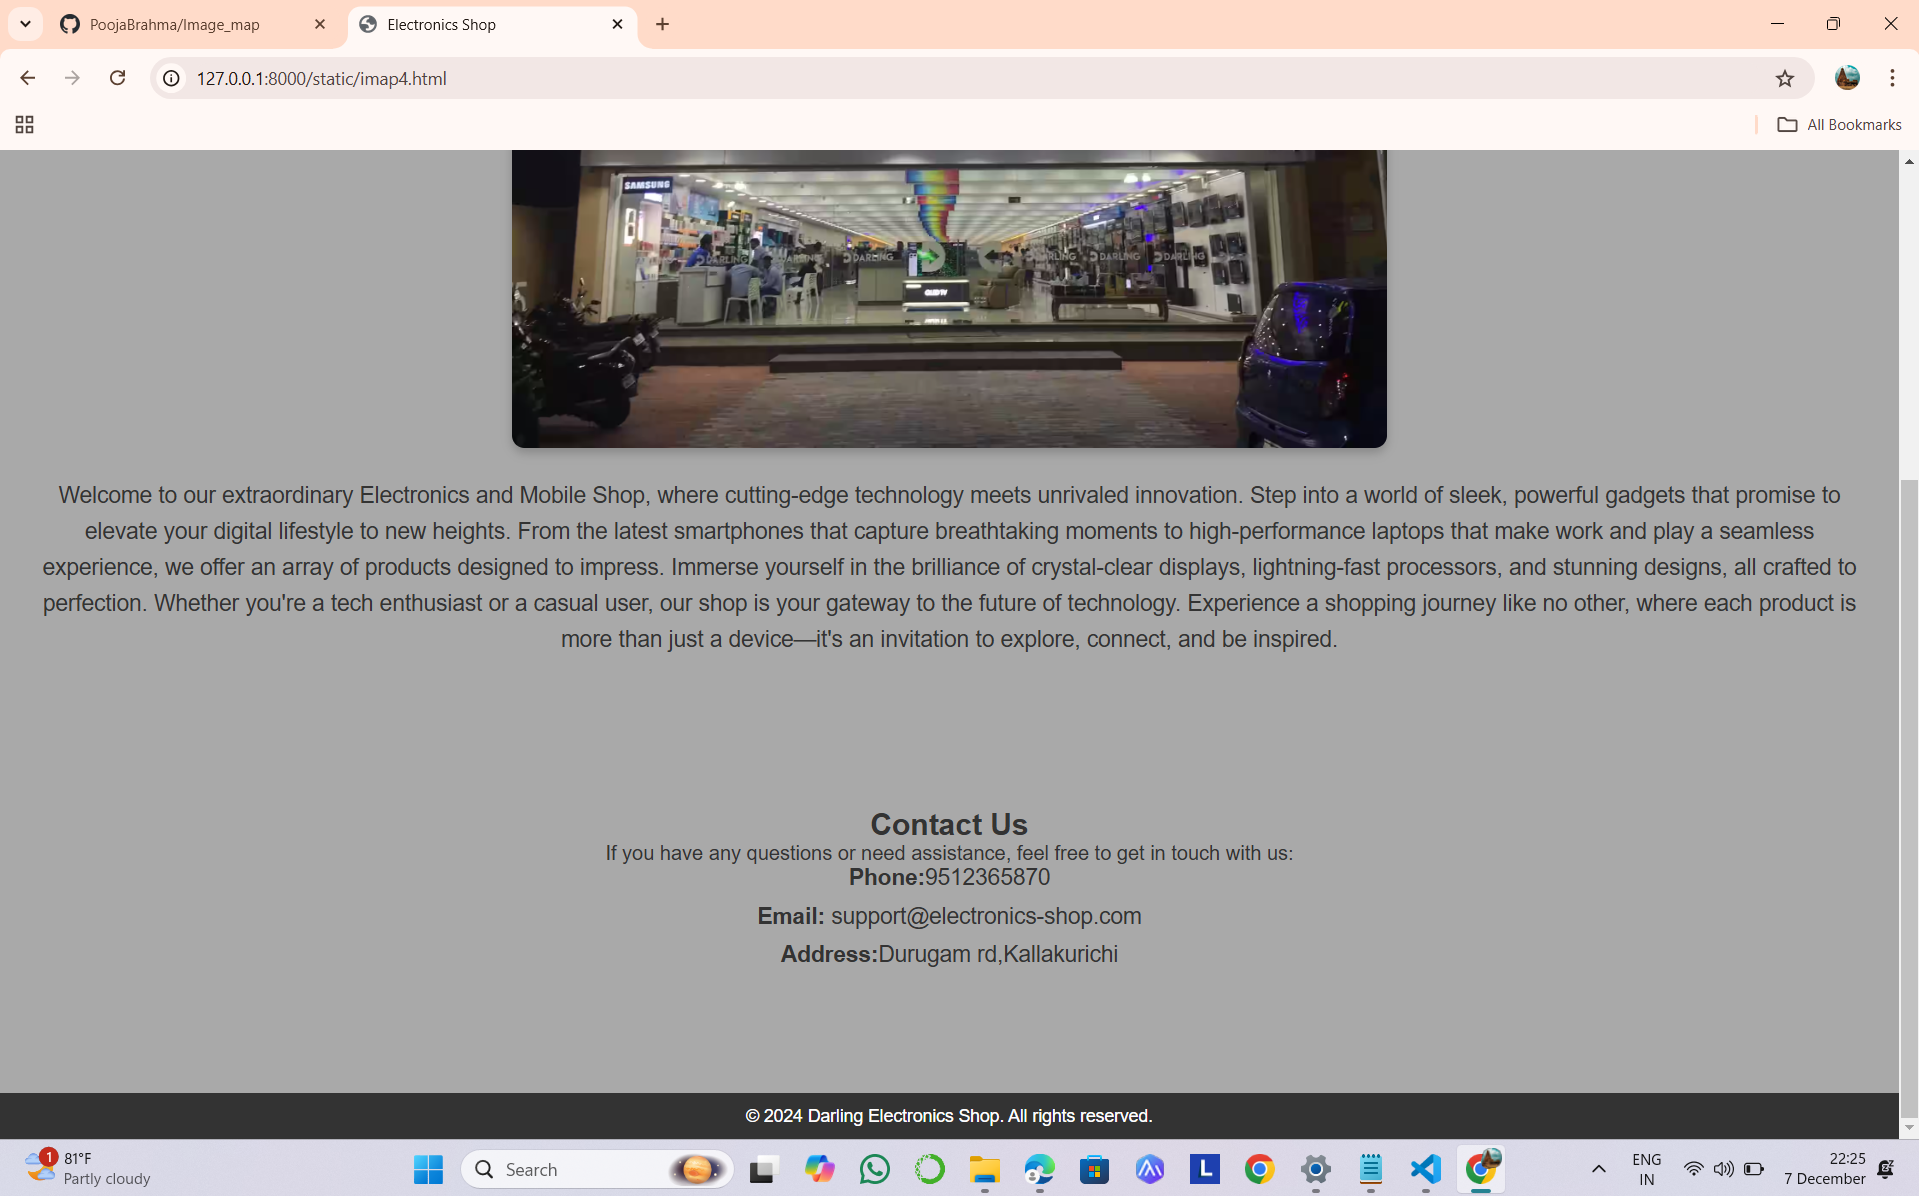 PoojaBrahma/Image_map
Electronics Shop
127.0.0.1:8000/static/imap4.html
All Bookmarks
SAMSUNG
DARLING DARLING DARLING DARLING DARLING DARLING
QLED TV
Welcome to our extraordinary Electronics and Mobile Shop, where cutting-edge technology meets unrivaled innovation. Step into a world of sleek, powerful gadgets that promise to
elevate your digital lifestyle to new heights. From the latest smartphones that capture breathtaking moments to high-performance laptops that make work and play a seamless
experience, we offer an array of products designed to impress. Immerse yourself in the brilliance of crystal-clear displays, lightning-fast processors, and stunning designs, all crafted to
perfection. Whether you're a tech enthusiast or a casual user, our shop is your gateway to the future of technology. Experience a shopping journey like no other, where each product is
more than just a device—it's an invitation to explore, connect, and be inspired.
Contact Us
If you have any questions or need assistance, feel free to get in touch with us:
Phone:9512365870
Email: support@electronics-shop.com
Address:Durugam rd,Kallakurichi
© 2024 Darling Electronics Shop. All rights reserved.
1
81°F
Partly cloudy
Search
L
ENG
IN
22:25
7 December